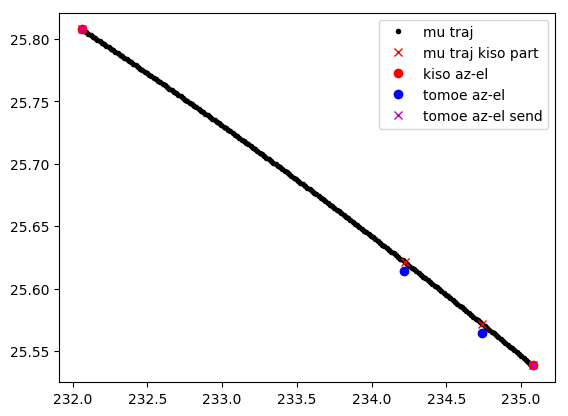 25.80
25.75
25.70
25.65
25.60
25.55
232.0 232.5 233.0 233.5 234.0 234.5 235.0
mu traj
mu traj kiso part
kiso az-el
tomoe az-el
tomoe az-el send